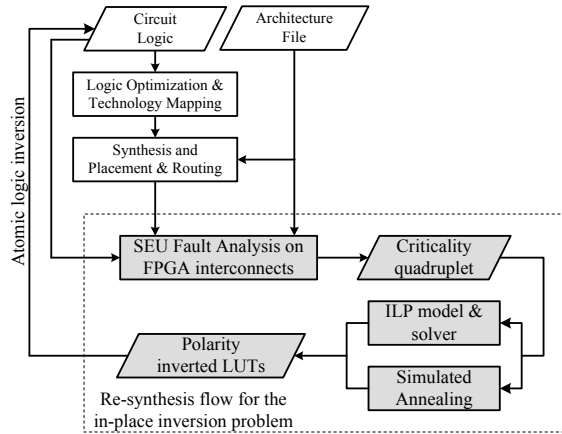 Circuit
Logic
Architecture
File
Logic Optimization &
Technology Mapping
Synthesis and
Placement & Routing
Atomic logic inversion
SEU Fault Analysis on
FPGA interconnects
Criticality
quadruplet
ILP model &
solver
Polarity
inverted LUTs
Simulated
Annealing
Re-synthesis flow for the
in-place inversion problem